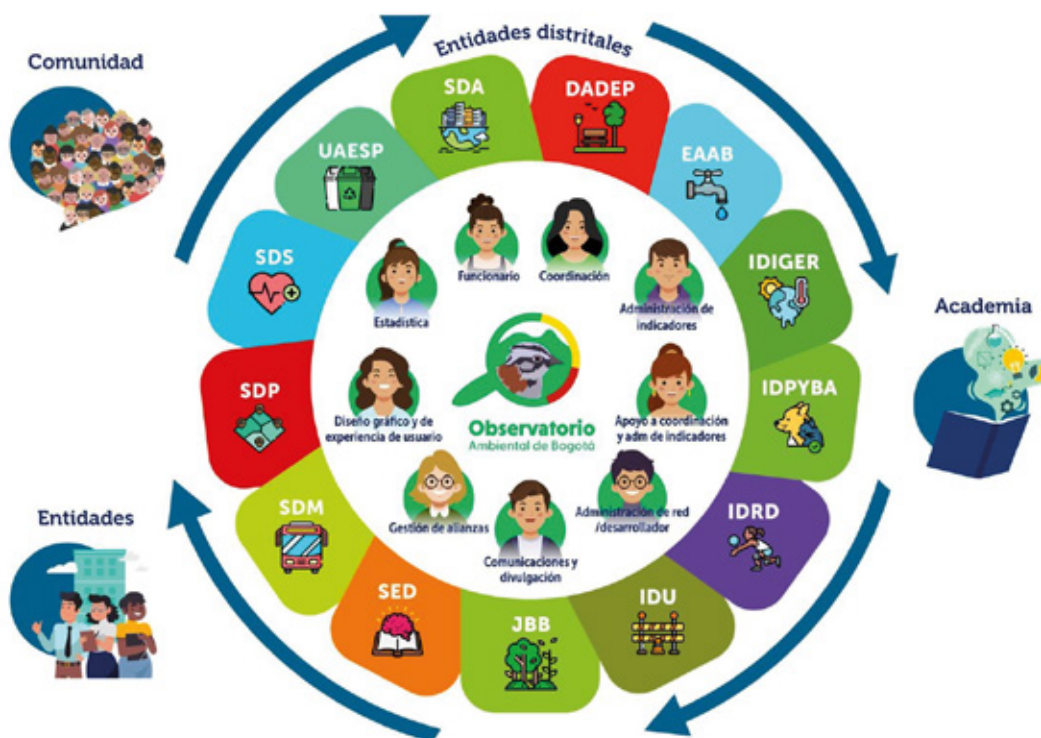 Comunidad
Entidades distritales
SDA
DADEP
UAESP
EAAB
SDS
IDIGER
SDP
IDPYBA
SDM
IDRD
SED
JBB
IDU
Academia
Entidades
Funcionario
Coordinación
Estadística
Administración de
indicadores
Diseño gráfico y de
experiencia de usuario
Observatorio
Ambiental de Bogotá
Apoyo a coordinación
y adm de indicadores
Gestión de alianzas
Administración de red
/desarrollador
Comunicaciones y
divulgación